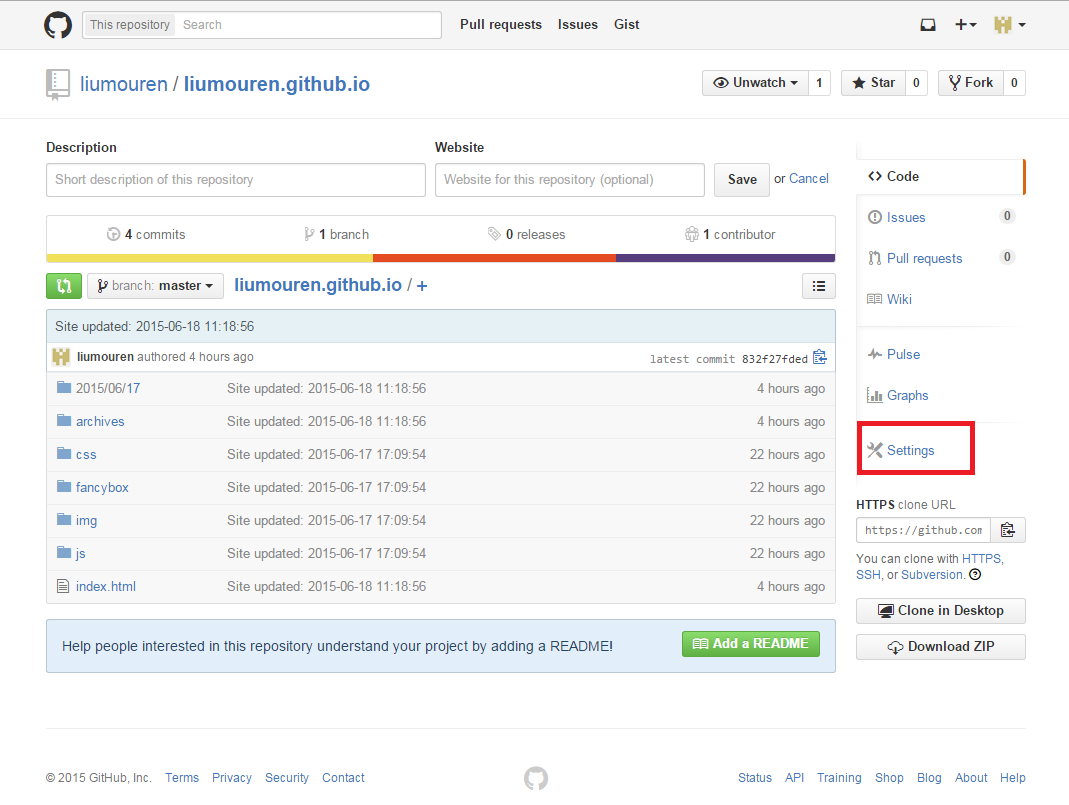 This repository Search Pull requests Issues Gist
liumouren / liumouren.github.io Unwatch 1 Star 0 Fork 0
Description Website
Short description of this repository Website for this repository (optional) Save or Cancel
4 commits 1 branch 0 releases 1 contributor
branch: master liumouren.github.io / +
Site updated: 2015-06-18 11:18:56
liumouren authored 4 hours ago latest commit 832f27fded
2015/06/17 Site updated: 2015-06-18 11:18:56 4 hours ago
archives Site updated: 2015-06-18 11:18:56 4 hours ago
css Site updated: 2015-06-17 17:09:54 22 hours ago
fancybox Site updated: 2015-06-17 17:09:54 22 hours ago
img Site updated: 2015-06-17 17:09:54 22 hours ago
js Site updated: 2015-06-17 17:09:54 22 hours ago
index.html Site updated: 2015-06-18 11:18:56 4 hours ago
Help people interested in this repository understand your project by adding a README! Add a README
Code
Issues 0
Pull requests 0
Wiki
Pulse
Graphs
Settings
HTTPS clone URL
https://github.com
You can clone with HTTPS,
SSH, or Subversion.
Clone in Desktop
Download ZIP
© 2015 GitHub, Inc. Terms Privacy Security Contact Status API Training Shop Blog About Help